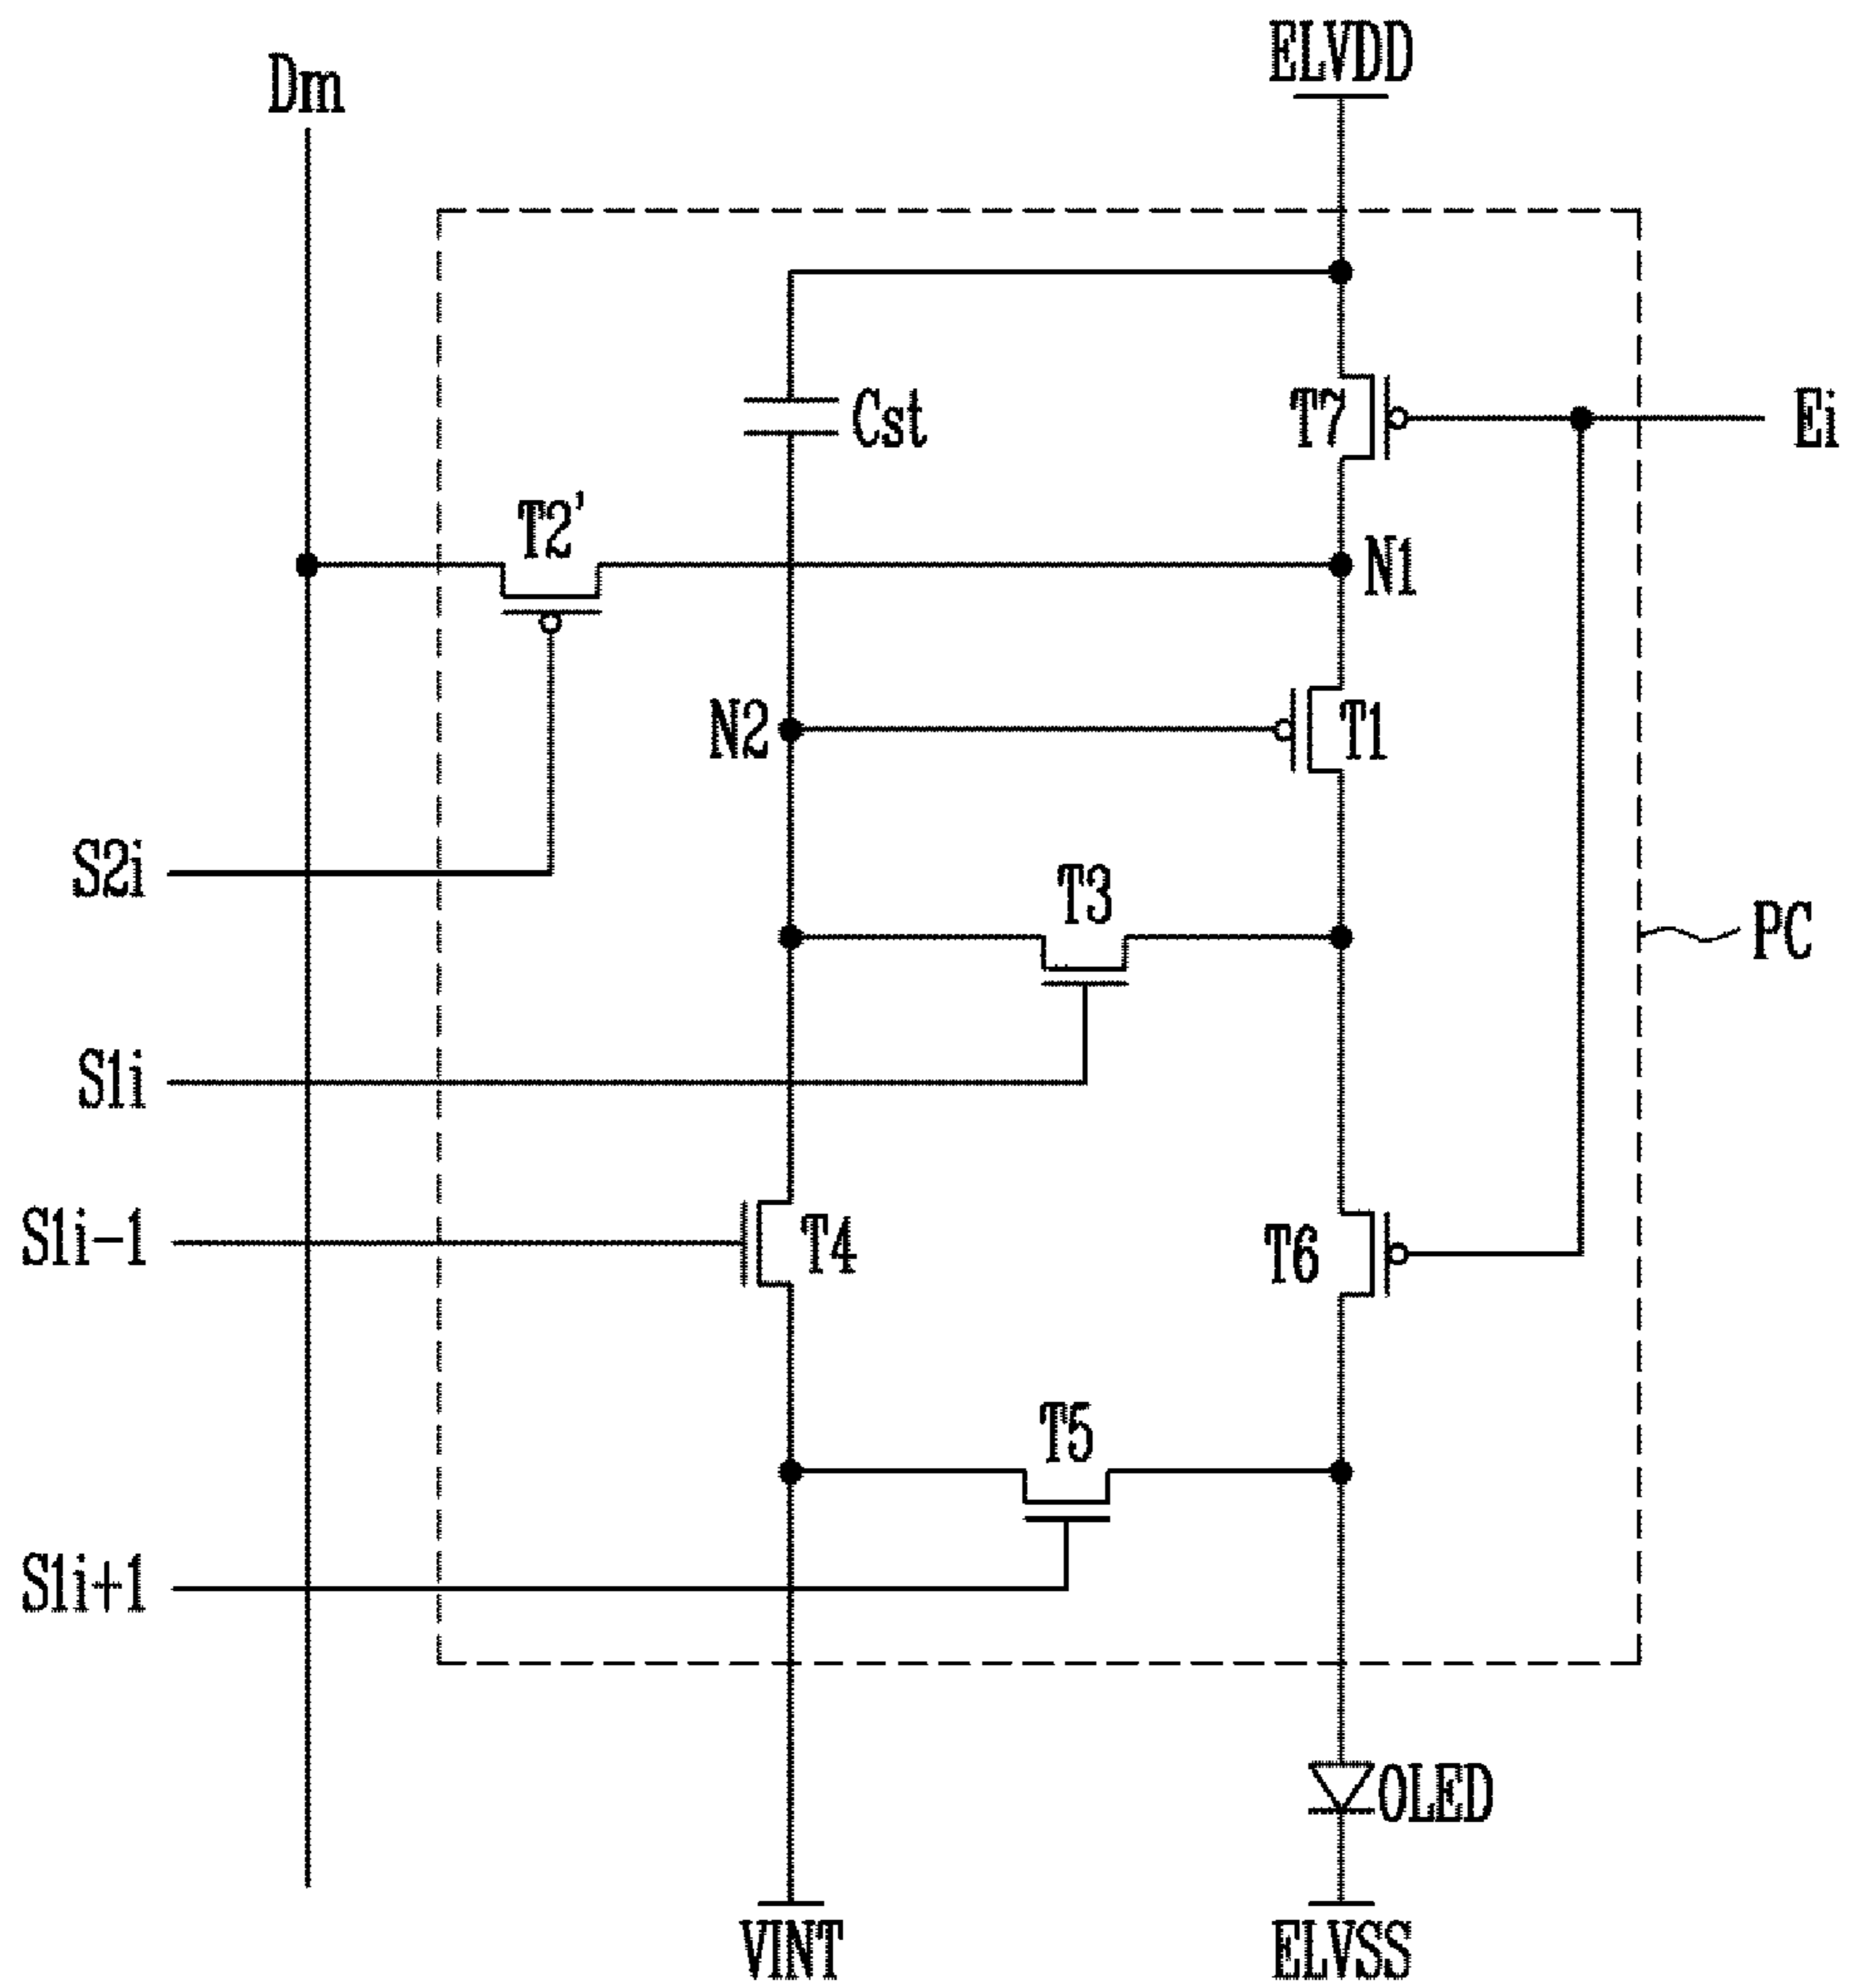 ELVDD
Dm
Cst
T7
Ei
T2'
N1
N2
T1
S2i
T3
PC
S1i
S1i-1
T4
T6
T5
S1i+1
OLED
VINT
ELVSS